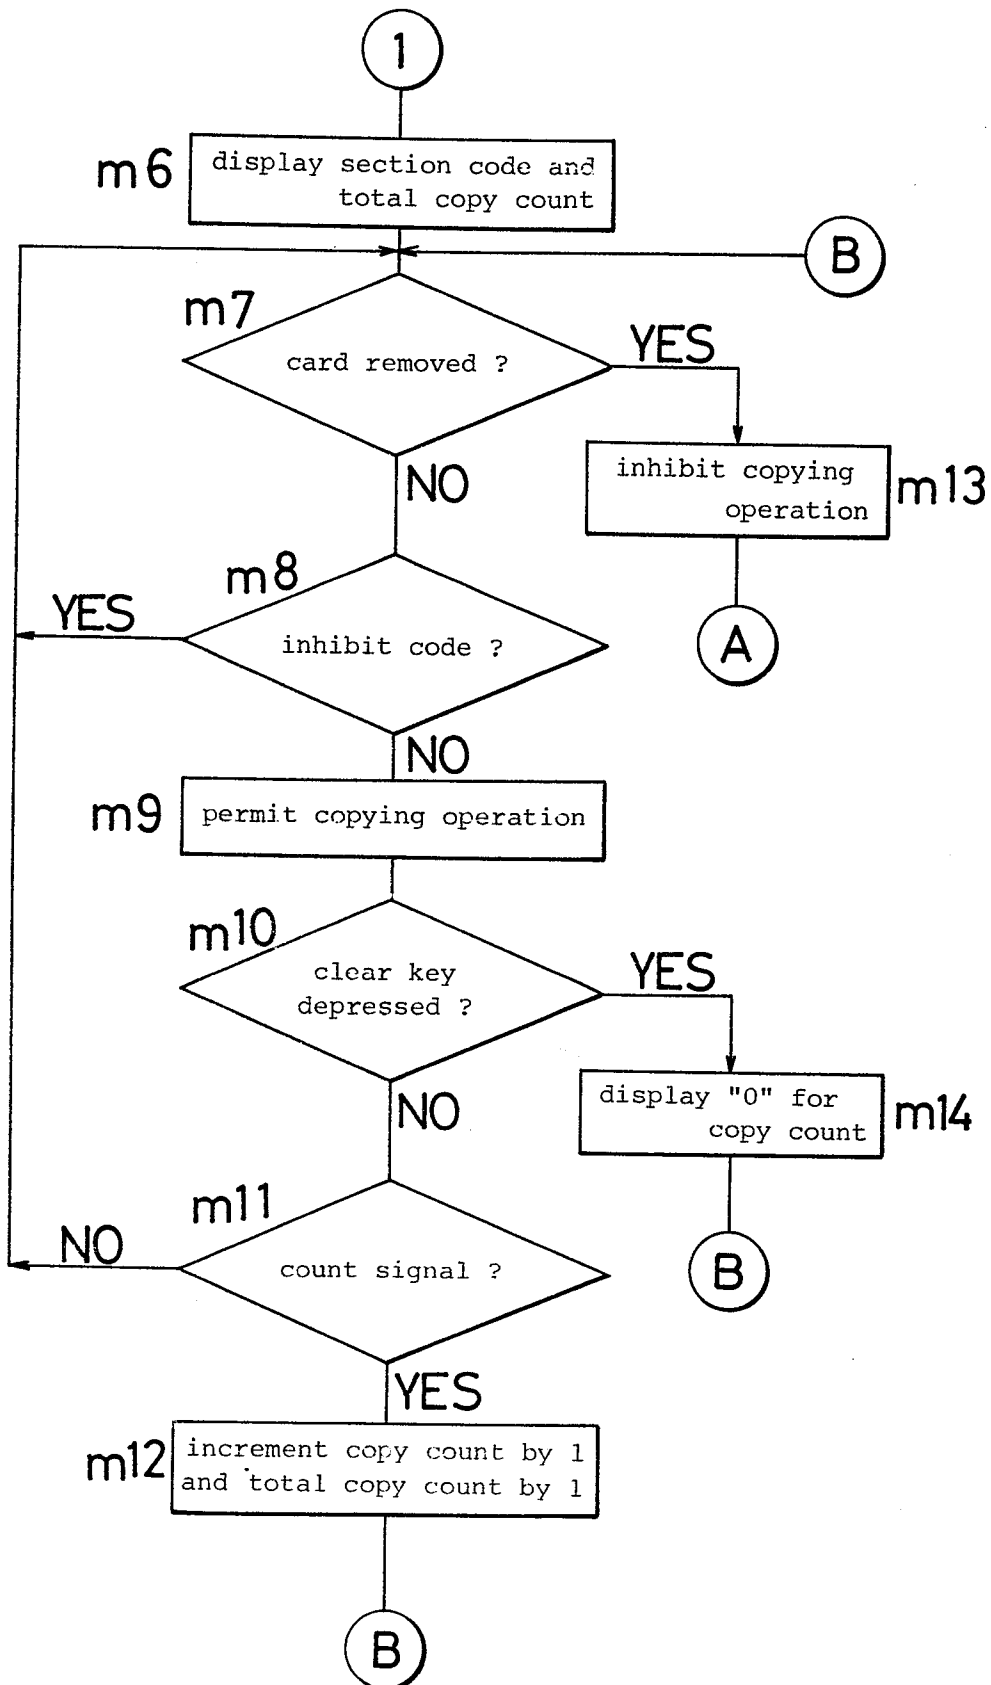 1
m6
display section code and
total copy count
B
m7
card removed ?
YES
NO
inhibit copying
operation
m13
A
m8
YES
inhibit code ?
NO
m9
permit copying operation
m10
clear key
depressed ?
YES
NO
display "0" for
copy count
m14
B
m11
NO
count signal ?
YES
m12
increment copy count by 1
and total copy count by 1
B